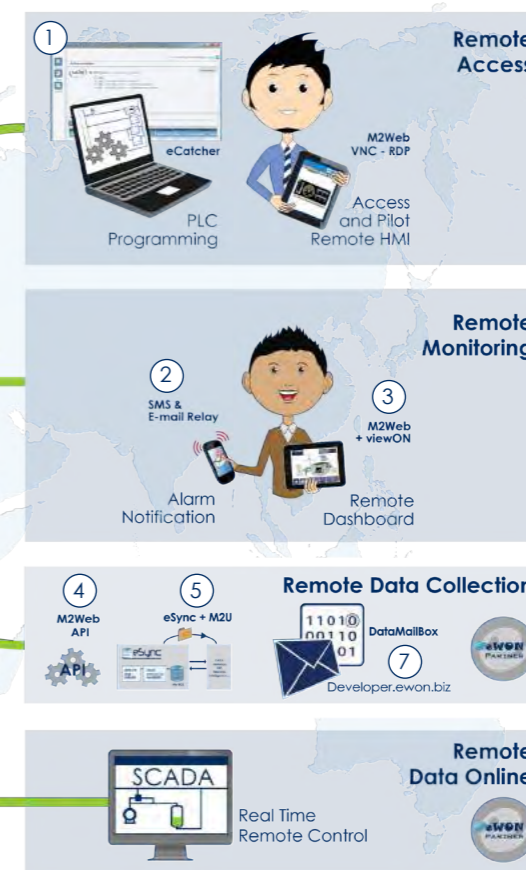 1
Remote
Access
eCatcher
M2Web
VNC - RDP
PLC
Programming
Access
and Pilot
Remote HMI
Remote
Monitoring
2
SMS &
E-mail Relay
3
M2Web
+ viewON
Alarm
Notification
Remote
Dashboard
Remote Data Collection
4
M2Web
API
API
5
eSync + M2U
eSync
11010
00110
01
DataMailBox
7
Developer.ewon.biz
eWON
PARTNER
Remote
Data Online
SCADA
Real Time
Remote Control
eWON
PARTNER